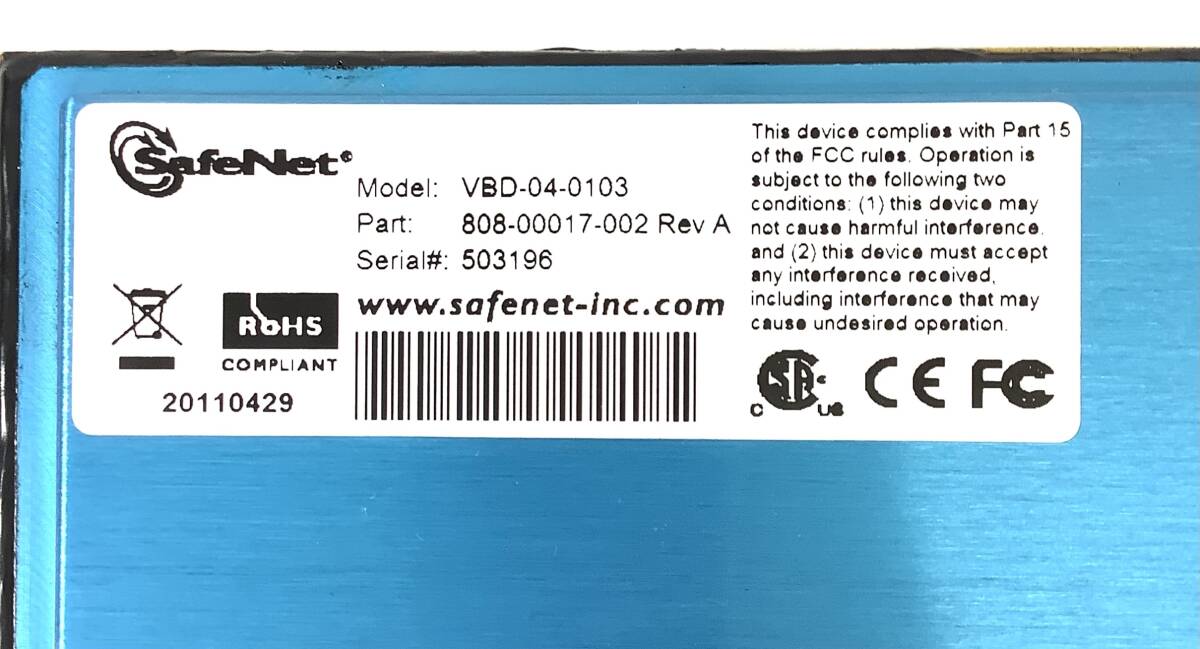 SafeNet®
Model: VBD-04-0103
Part: 808-00017-002 Rev A
Serial#: 503196
www.safenet-inc.com
RoHS
COMPLIANT
20110429
This device complies with Part 15
of the FCC rules. Operation is
subject to the following two
conditions: (1) this device may
not cause harmful interference.
and (2) this device must accept
any interference received,
including interference that may
cause undesired operation.
C SA US
CE
FC